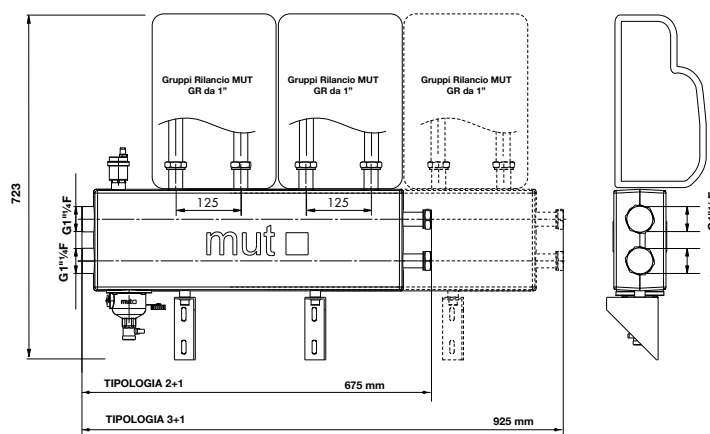 Gruppi Rilancio MUT
GR da 1”
Gruppi Rilancio MUT
GR da 1”
Gruppi Rilancio MUT
GR da 1”
723
125
125
G1"¼F
G1"¼F
mut
mut
TIPOLOGIA 2+1
675 mm
TIPOLOGIA 3+1
925 mm